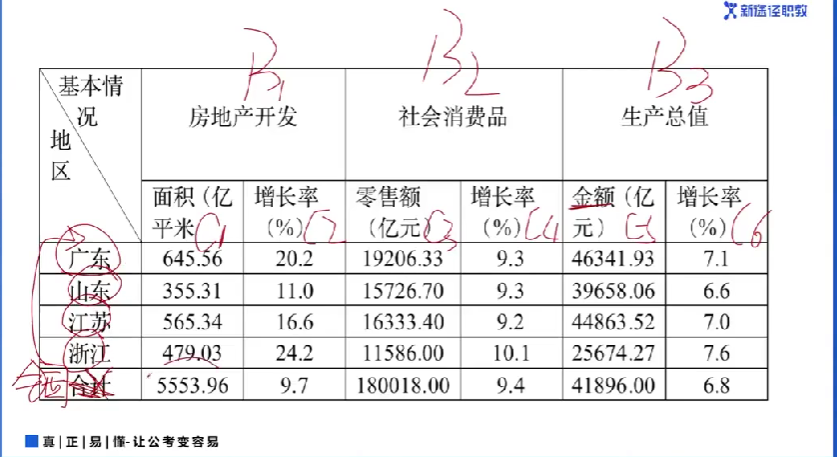 新途径职教
B1 B2 B3
基本情况
地区
房地产开发 社会消费品 生产总值
面积（亿平米 C1 增长率（%） C2 零售额（亿元） C3 增长率（%） C4 金额（亿元） C5 增长率（%） C6
广东 645.56 20.2 19206.33 9.3 46341.93 7.1
山东 355.31 11.0 15726.70 9.3 39658.06 6.6
江苏 565.34 16.6 16333.40 9.2 44863.52 7.0
浙江 479.03 24.2 11586.00 10.1 25674.27 7.6
合计 5553.96 9.7 180018.00 9.4 41896.00 6.8
真|正|易|懂-让公考变容易